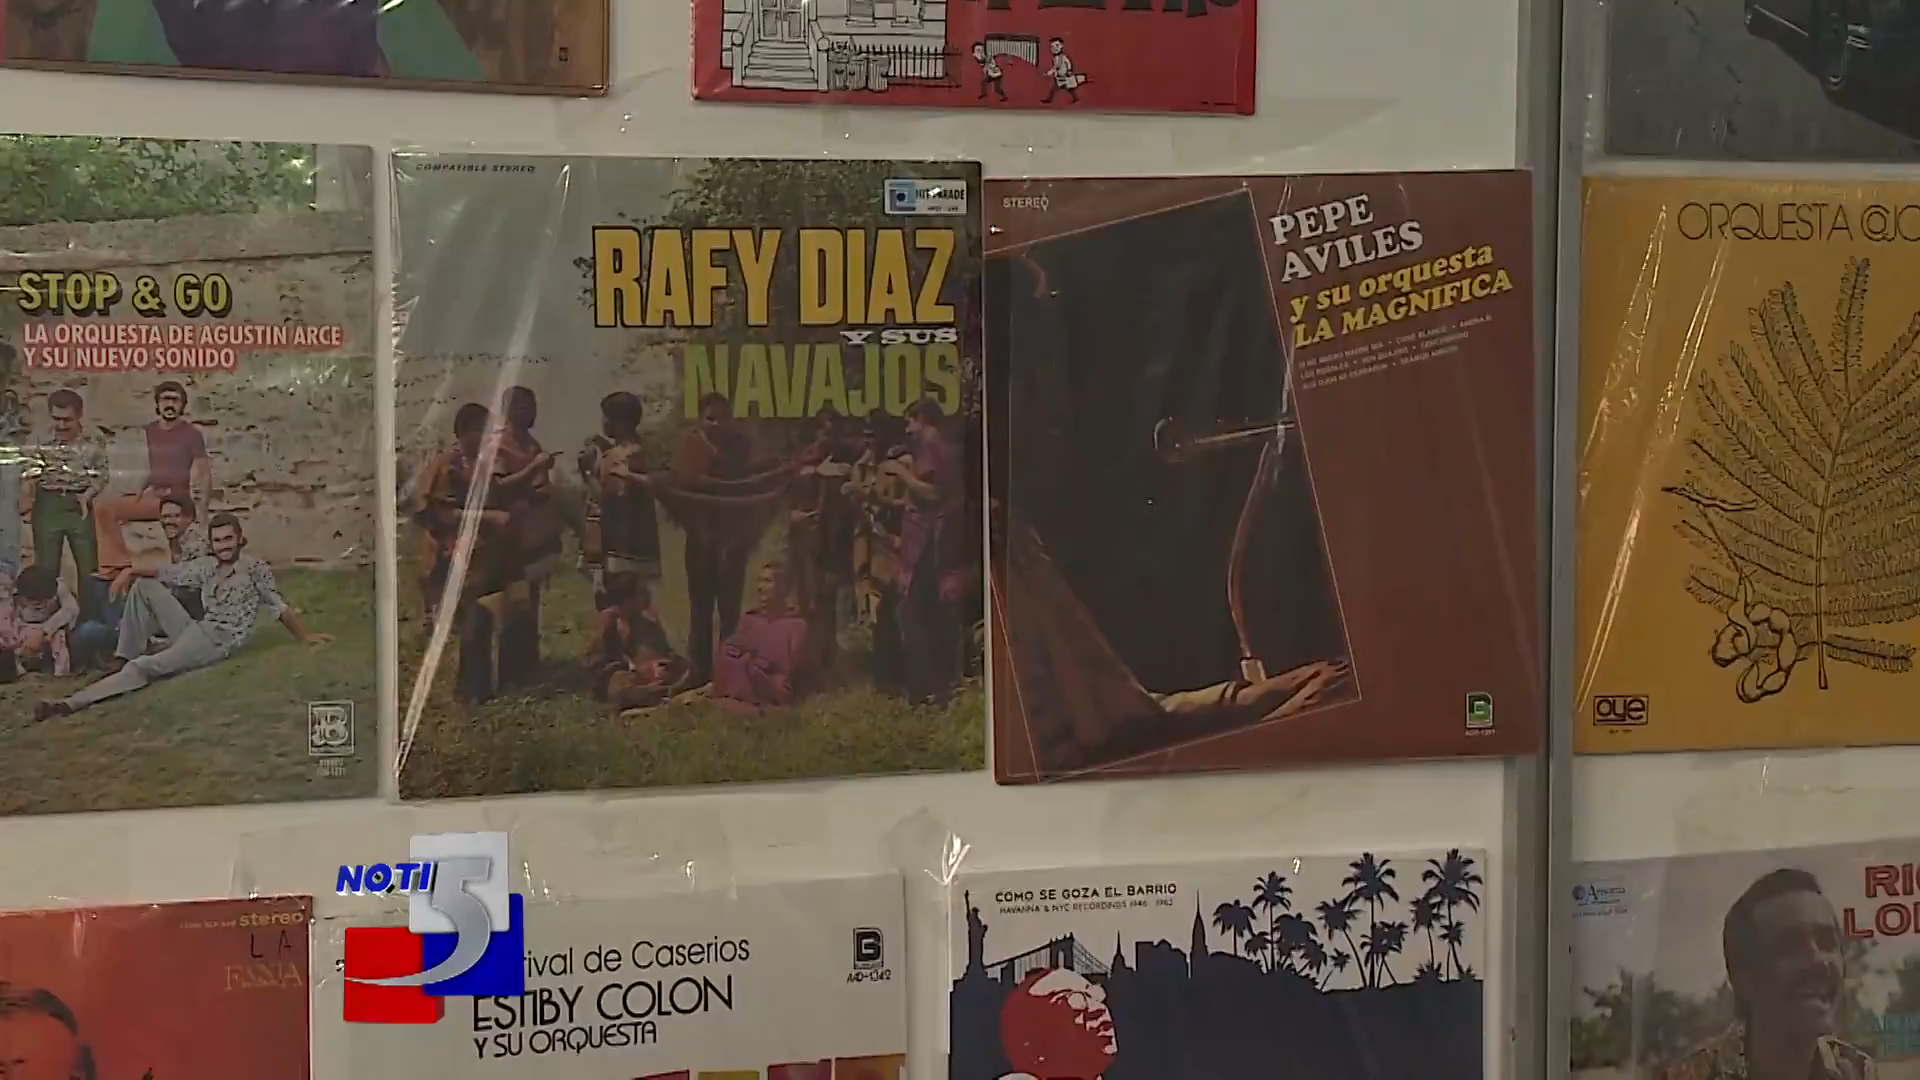 STOP & GO
LA ORQUESTA DE AGUSTIN ARCE
Y SU NUEVO SONIDO
COMPATIBLE STEREO
RAFY DIAZ
Y SUS
NAVAJOS
STEREO
PEPE
AVILES
y su orquesta
LA MAGNIFICA
ORQUESTA
oye
NOTI
5
stereo
LA
FANIA
de Caserios
ESTIBY COLON
Y SU ORQUESTA
COMO SE GOZA EL BARRIO
HAVANNA & NYC RECORDINGS 1946 1962